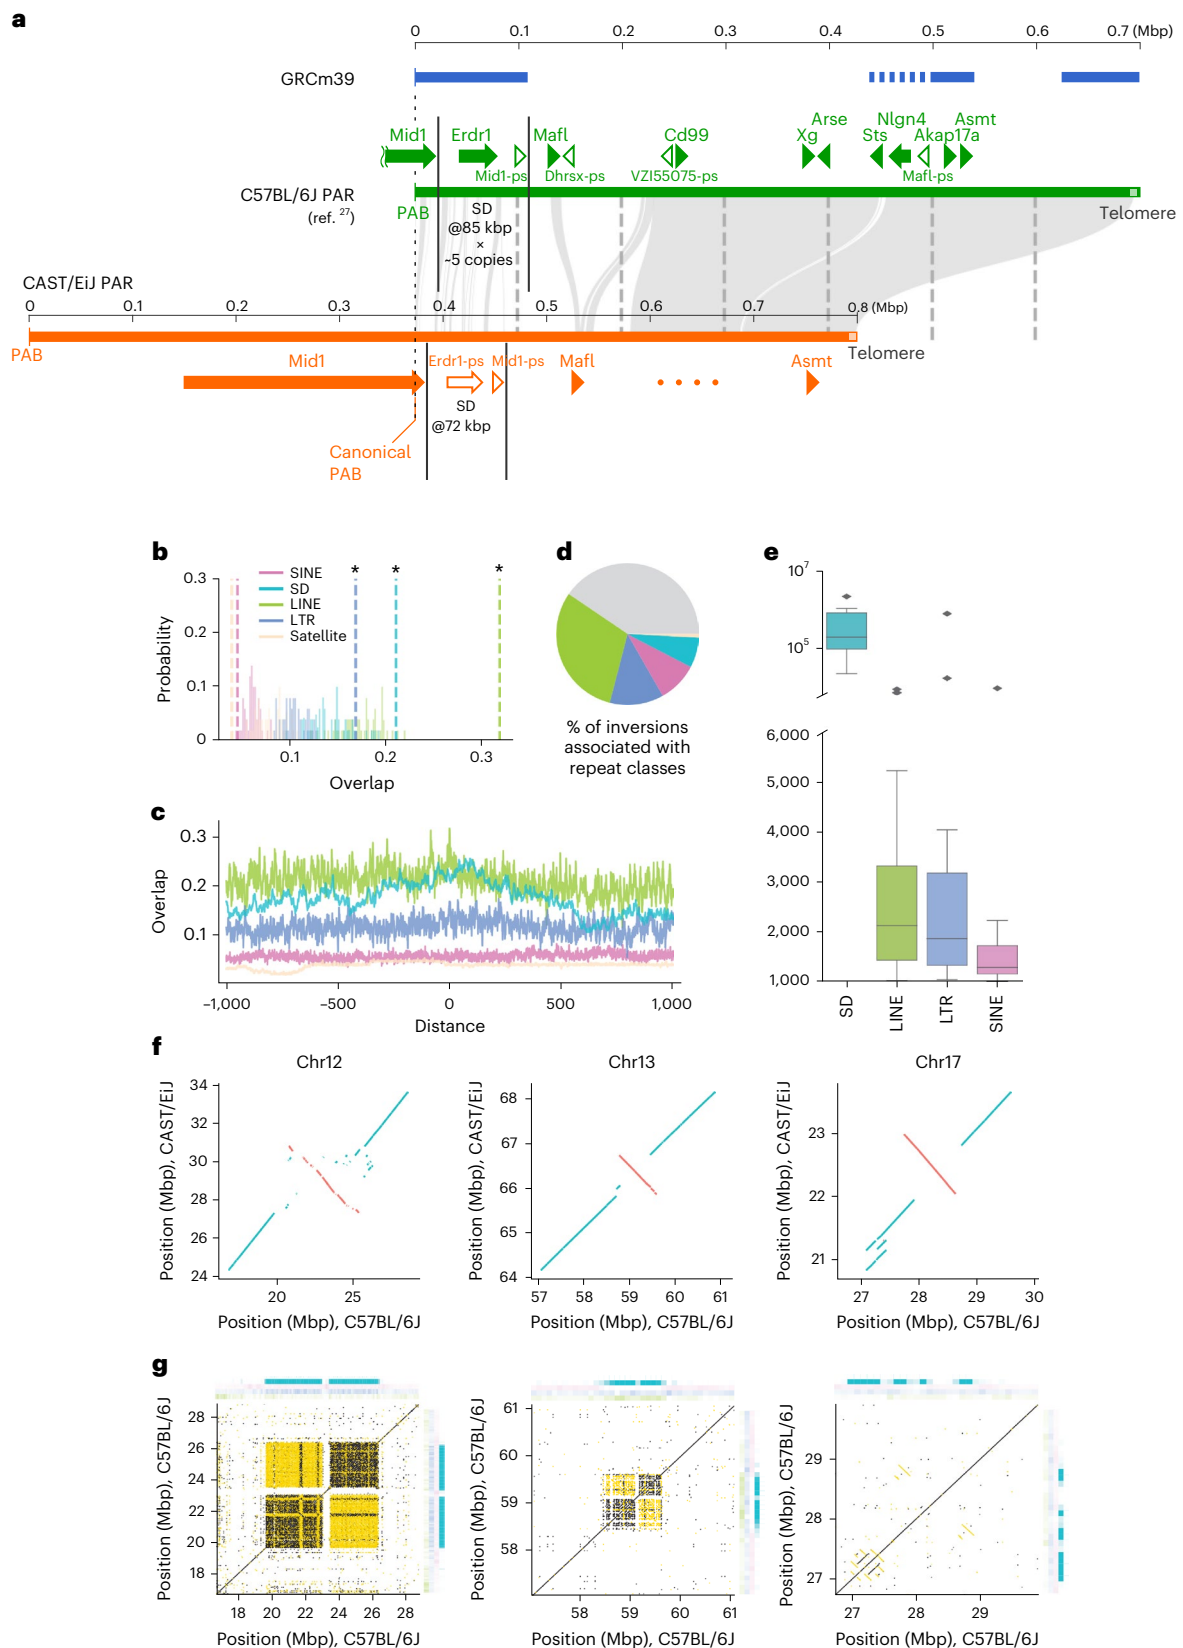 a
0 0.1 0.2 0.3 0.4 0.5 0.6 0.7 (Mbp)
GRCm39
Arse Nlgn4 Asmt
Mid1 Erdr1 Mafl Cd99 Xg Sts Akap17a
Mid1-ps Dhrsx-ps VZI55075-ps Mafl-ps
C57BL/6J PAR
(ref. 27)
PAB
SD
@85 kbp
×
~5 copies
Telomere
CAST/EiJ PAR
0 0.1 0.2 0.3 0.4 0.5 0.6 0.7 0.8 (Mbp)
PAB
Telomere
Mid1 Erdr1-ps Mid1-ps Mafl Asmt
SD
@72 kbp
Canonical
PAB
b
Probability
0.3
0.2
0.1
0
SINE
SD
LINE
LTR
Satellite
* * *
0.1 0.2 0.3
Overlap
d
% of inversions
associated with
repeat classes
e
10⁷
10⁵
6,000
5,000
4,000
3,000
2,000
1,000
SD LINE LTR SINE
c
Overlap
0.3
0.2
0.1
−1,000 −500 0 500 1,000
Distance
f
Chr12
Position (Mbp), CAST/EiJ
34
32
30
28
26
24
20 25
Position (Mbp), C57BL/6J
Chr13
Position (Mbp), CAST/EiJ
68
67
66
65
64
57 58 59 60 61
Position (Mbp), C57BL/6J
Chr17
Position (Mbp), CAST/EiJ
23
22
21
27 28 29 30
Position (Mbp), C57BL/6J
g
Position (Mbp), C57BL/6J
28
26
24
22
20
18
18 20 22 24 26 28
Position (Mbp), C57BL/6J
Position (Mbp), C57BL/6J
61
60
59
58
58 59 60 61
Position (Mbp), C57BL/6J
Position (Mbp), C57BL/6J
29
28
27
27 28 29
Position (Mbp), C57BL/6J